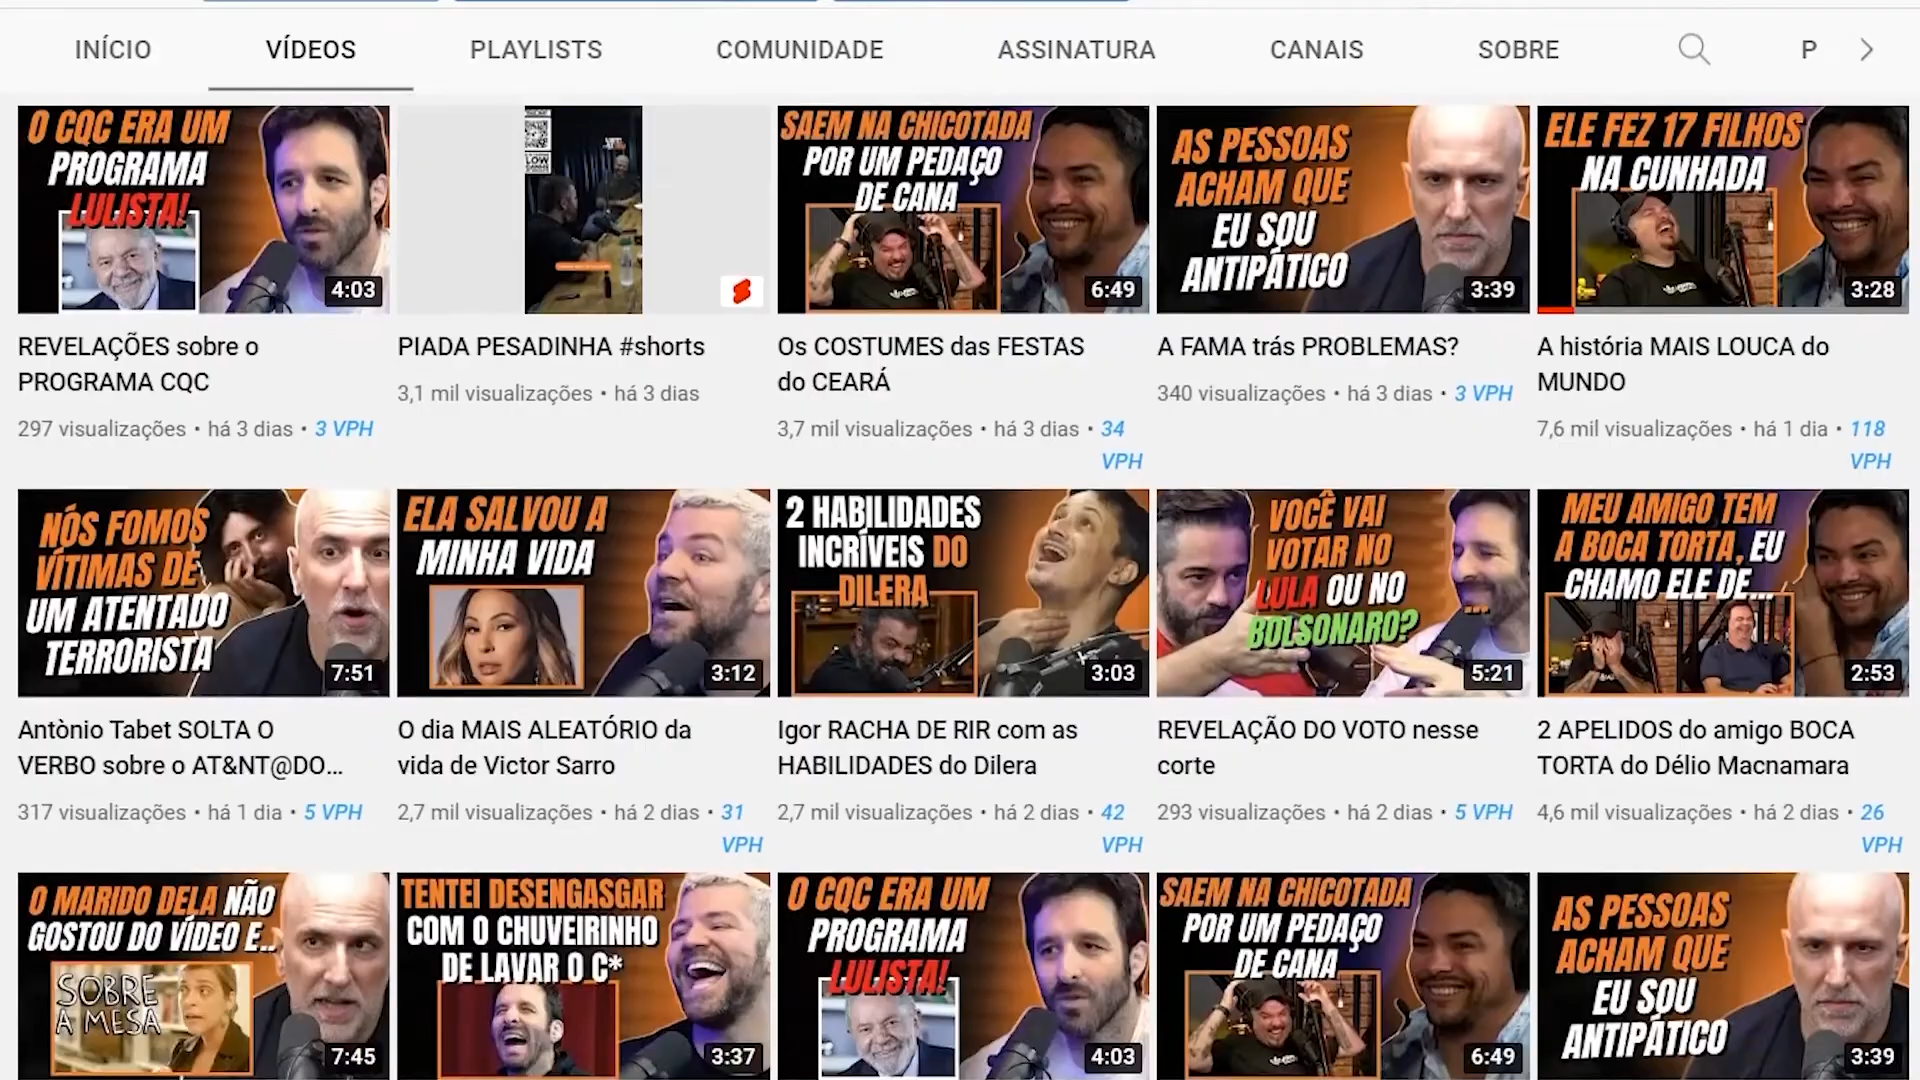 INÍCIO VÍDEOS PLAYLISTS COMUNIDADE ASSINATURA CANAIS SOBRE P
O CQC ERA UM
PROGRAMA
LULISTA!
4:03
REVELAÇÕES sobre o
PROGRAMA CQC
297 visualizações • há 3 dias • 3 VPH
LOW
PIADA PESADINHA #shorts
3,1 mil visualizações • há 3 dias
SAEM NA CHICOTADA
POR UM PEDAÇO
DE CANA
6:49
Os COSTUMES das FESTAS
do CEARÁ
3,7 mil visualizações • há 3 dias • 34
VPH
AS PESSOAS
ACHAM QUE
EU SOU
ANTIPÁTICO
3:39
A FAMA trás PROBLEMAS?
340 visualizações • há 3 dias • 3 VPH
ELE FEZ 17 FILHOS
NA CUNHADA
3:28
A história MAIS LOUCA do
MUNDO
7,6 mil visualizações • há 1 dia • 118
VPH
NÓS FOMOS
VÍTIMAS DE
UM ATENTADO
TERRORISTA
7:51
Antònio Tabet SOLTA O
VERBO sobre o AT&NT@DO...
317 visualizações • há 1 dia • 5 VPH
ELA SALVOU A
MINHA VIDA
3:12
O dia MAIS ALEATÓRIO da
vida de Victor Sarro
2,7 mil visualizações • há 2 dias • 31
VPH
2 HABILIDADES
INCRÍVEIS DO
DILERA
3:03
Igor RACHA DE RIR com as
HABILIDADES do Dilera
2,7 mil visualizações • há 2 dias • 42
VPH
VOCÊ VAI
VOTAR NO
LULA OU NO
BOLSONARO?
...
5:21
REVELAÇÃO DO VOTO nesse
corte
293 visualizações • há 2 dias • 5 VPH
MEU AMIGO TEM
A BOCA TORTA, EU
CHAMO ELE DE...
2:53
2 APELIDOS do amigo BOCA
TORTA do Délio Macnamara
4,6 mil visualizações • há 2 dias • 26
VPH
O MARIDO DELA NÃO
GOSTOU DO VÍDEO E..
SOBRE
A MESA
7:45
TENTEI DESENGASGAR
COM O CHUVEIRINHO
DE LAVAR O C*
3:37
O CQC ERA UM
PROGRAMA
LULISTA!
4:03
SAEM NA CHICOTADA
POR UM PEDAÇO
DE CANA
6:49
AS PESSOAS
ACHAM QUE
EU SOU
ANTIPÁTICO
3:39